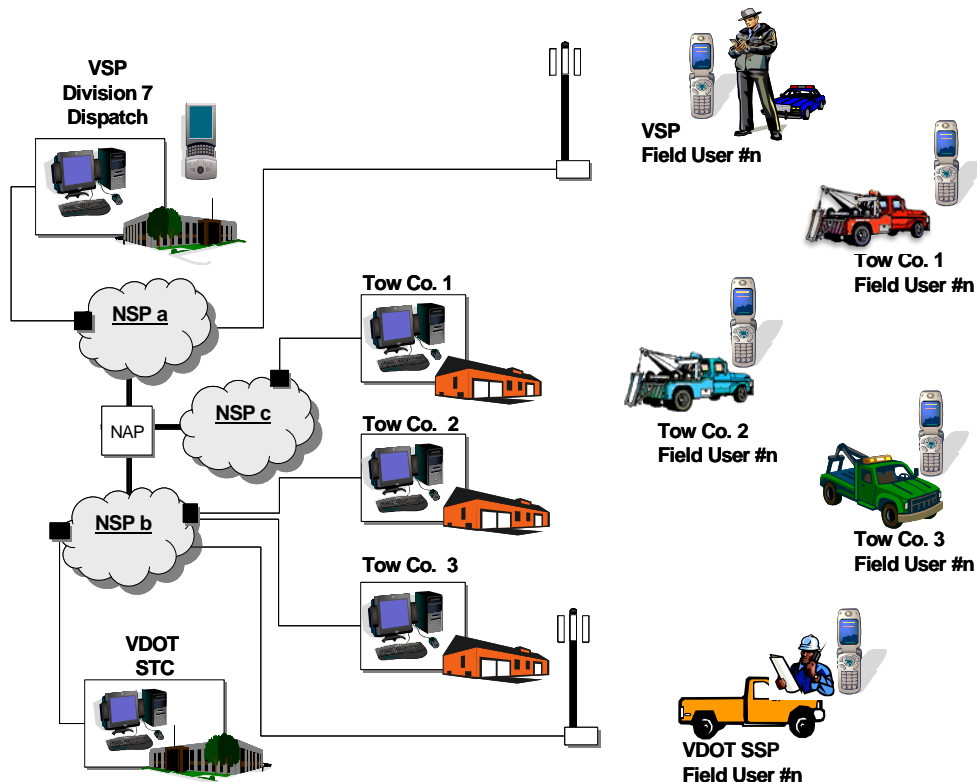 VSP
Division 7
Dispatch
VSP
Field User #n
Tow Co. 1
Field User #n
NSP a
Tow Co. 1
NSP c
NAP
Tow Co. 2
Tow Co. 2
Field User #n
NSP b
Tow Co. 3
Field User #n
Tow Co. 3
VDOT
STC
VDOT SSP
Field User #n